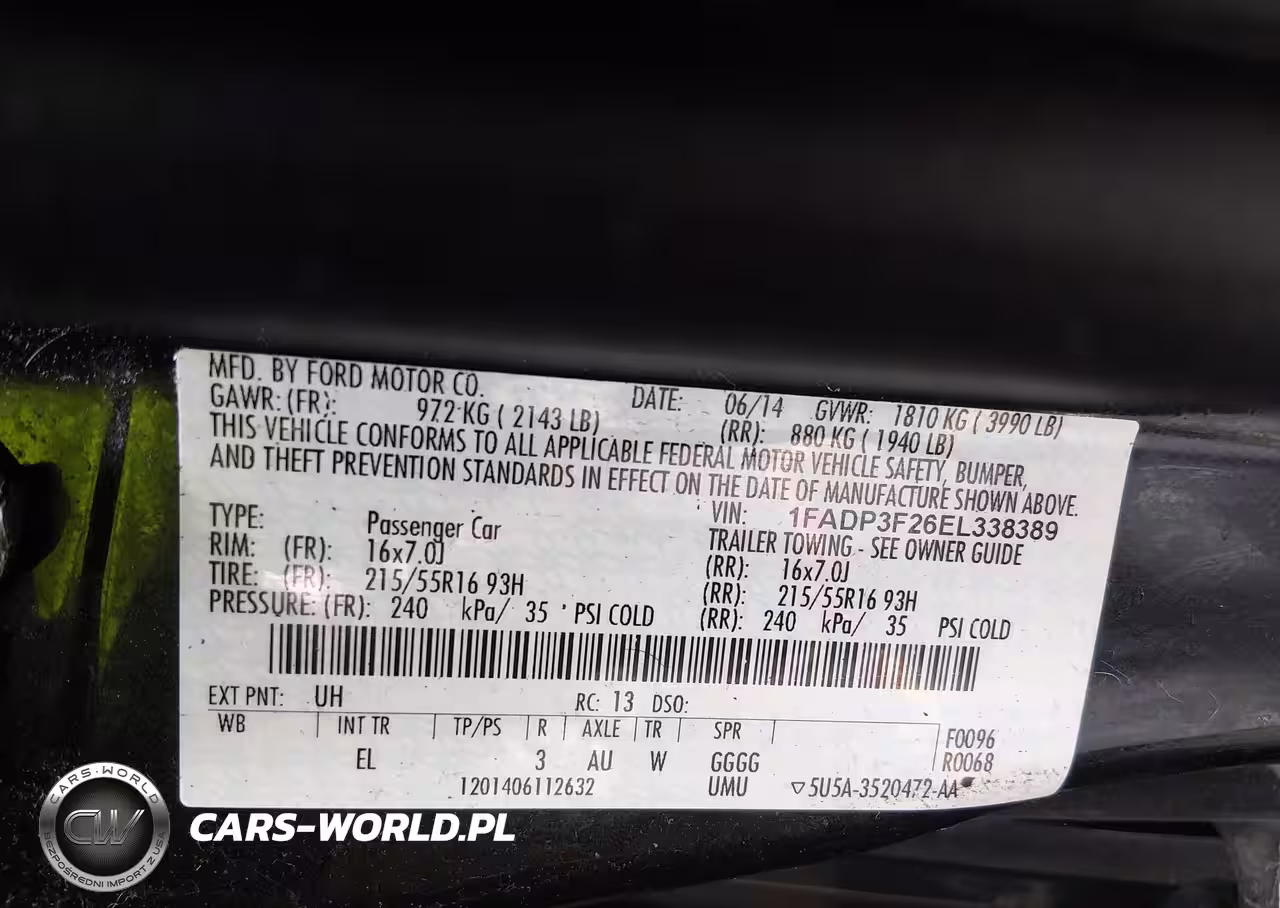 MFD. BY FORD MOTOR CO. DATE: 06/14 GVWR: 1810 KG ( 3990 LB)
GAWR: (FR): 972 KG ( 2143 LB) (RR): 880 KG ( 1940 LB)
THIS VEHICLE CONFORMS TO ALL APPLICABLE FEDERAL MOTOR VEHICLE SAFETY, BUMPER,
AND THEFT PREVENTION STANDARDS IN EFFECT ON THE DATE OF MANUFACTURE SHOWN ABOVE.
VIN: 1FADP3F26EL338389
TYPE: Passenger Car TRAILER TOWING - SEE OWNER GUIDE
RIM: (FR): 16x7.0J (RR): 16x7.0J
TIRE: (FR): 215/55R16 93H (RR): 215/55R16 93H
PRESSURE: (FR): 240 kPa/ 35 PSI COLD (RR): 240 kPa/ 35 PSI COLD
EXT PNT: UH RC: 13 DSO:
WB INT TR TP/PS R AXLE TR SPR F0096
EL 3 AU W GGGG R0068
1201406112632 UMU ▽5U5A-3520472-AA
CARS-WORLD
CW
BEZPOŚREDNI IMPORT Z USA
CARS-WORLD.PL